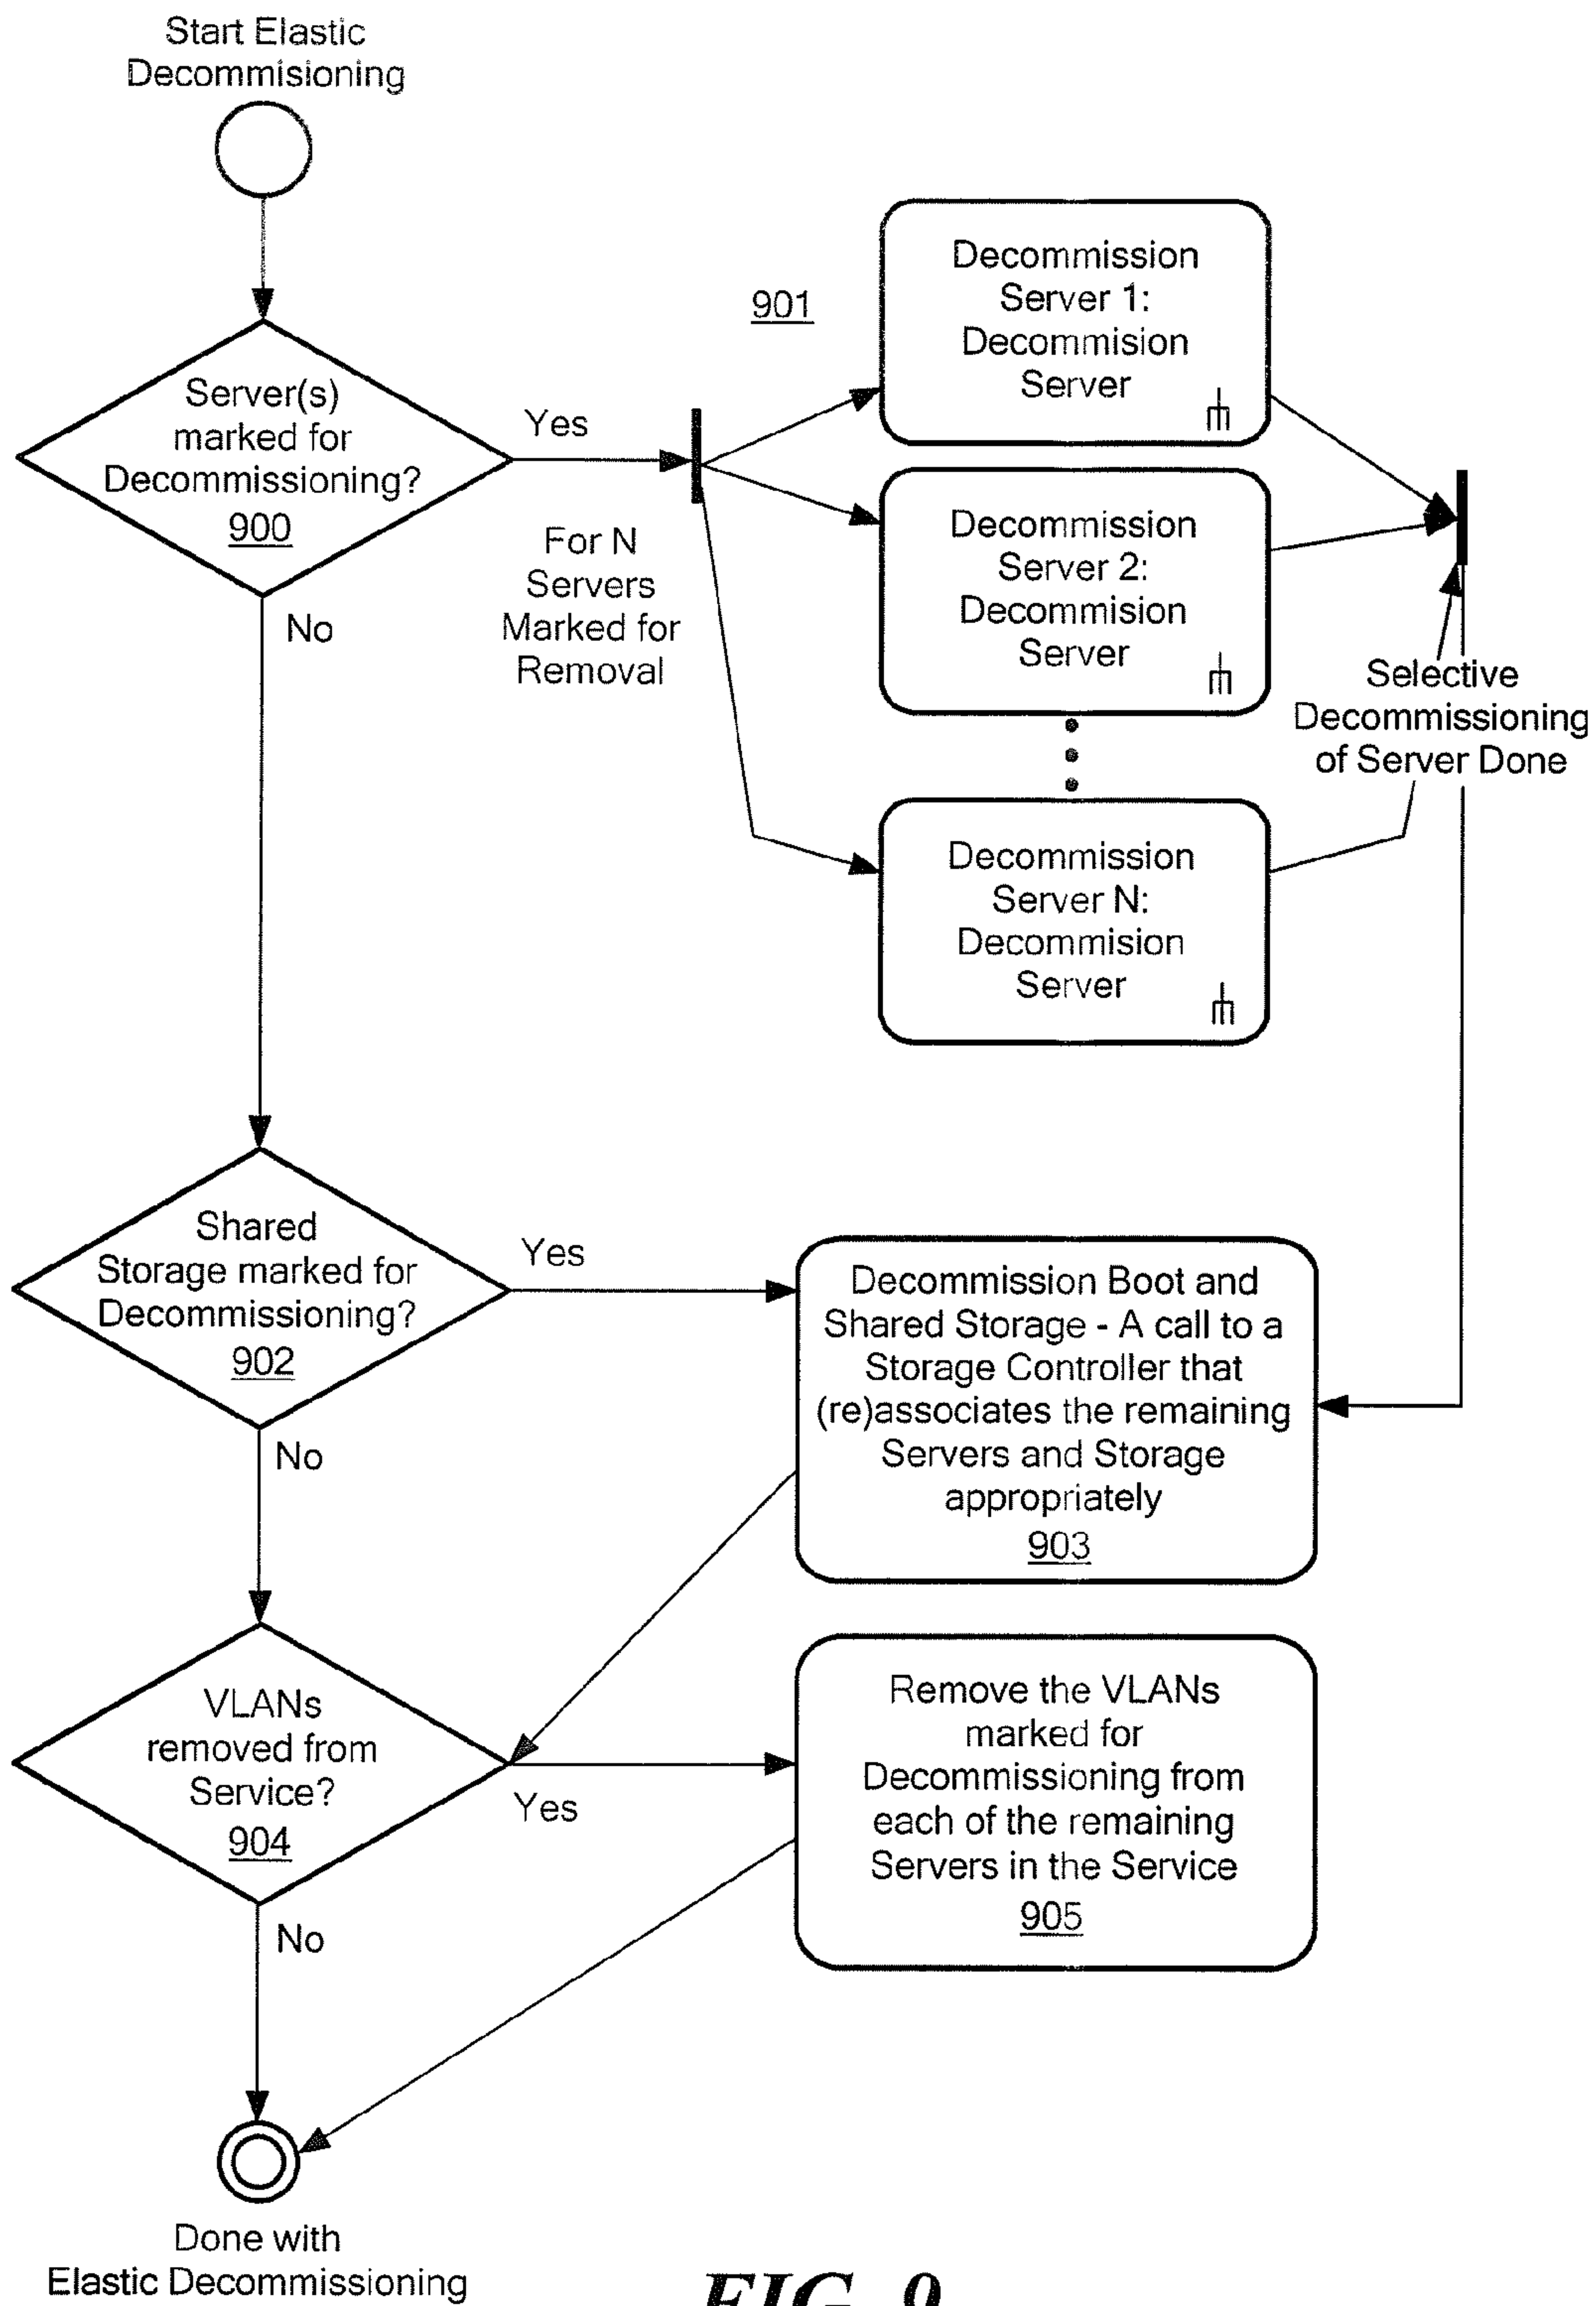 Start Elastic
Decommisioning
Server(s)
marked for
Decommissioning?
900
Yes
No
For N
Servers
Marked for
Removal
901
Decommission
Server 1:
Decommision
Server
Decommission
Server 2:
Decommision
Server
Decommission
Server N:
Decommision
Server
Selective
Decommissioning
of Server Done
Shared
Storage marked for
Decommissioning?
902
Yes
No
Decommission Boot and
Shared Storage - A call to a
Storage Controller that
(re)associates the remaining
Servers and Storage
appropriately
903
VLANs
removed from
Service?
904
Yes
No
Remove the VLANs
marked for
Decommissioning from
each of the remaining
Servers in the Service
905
Done with
Elastic Decommissioning
FIG. 9